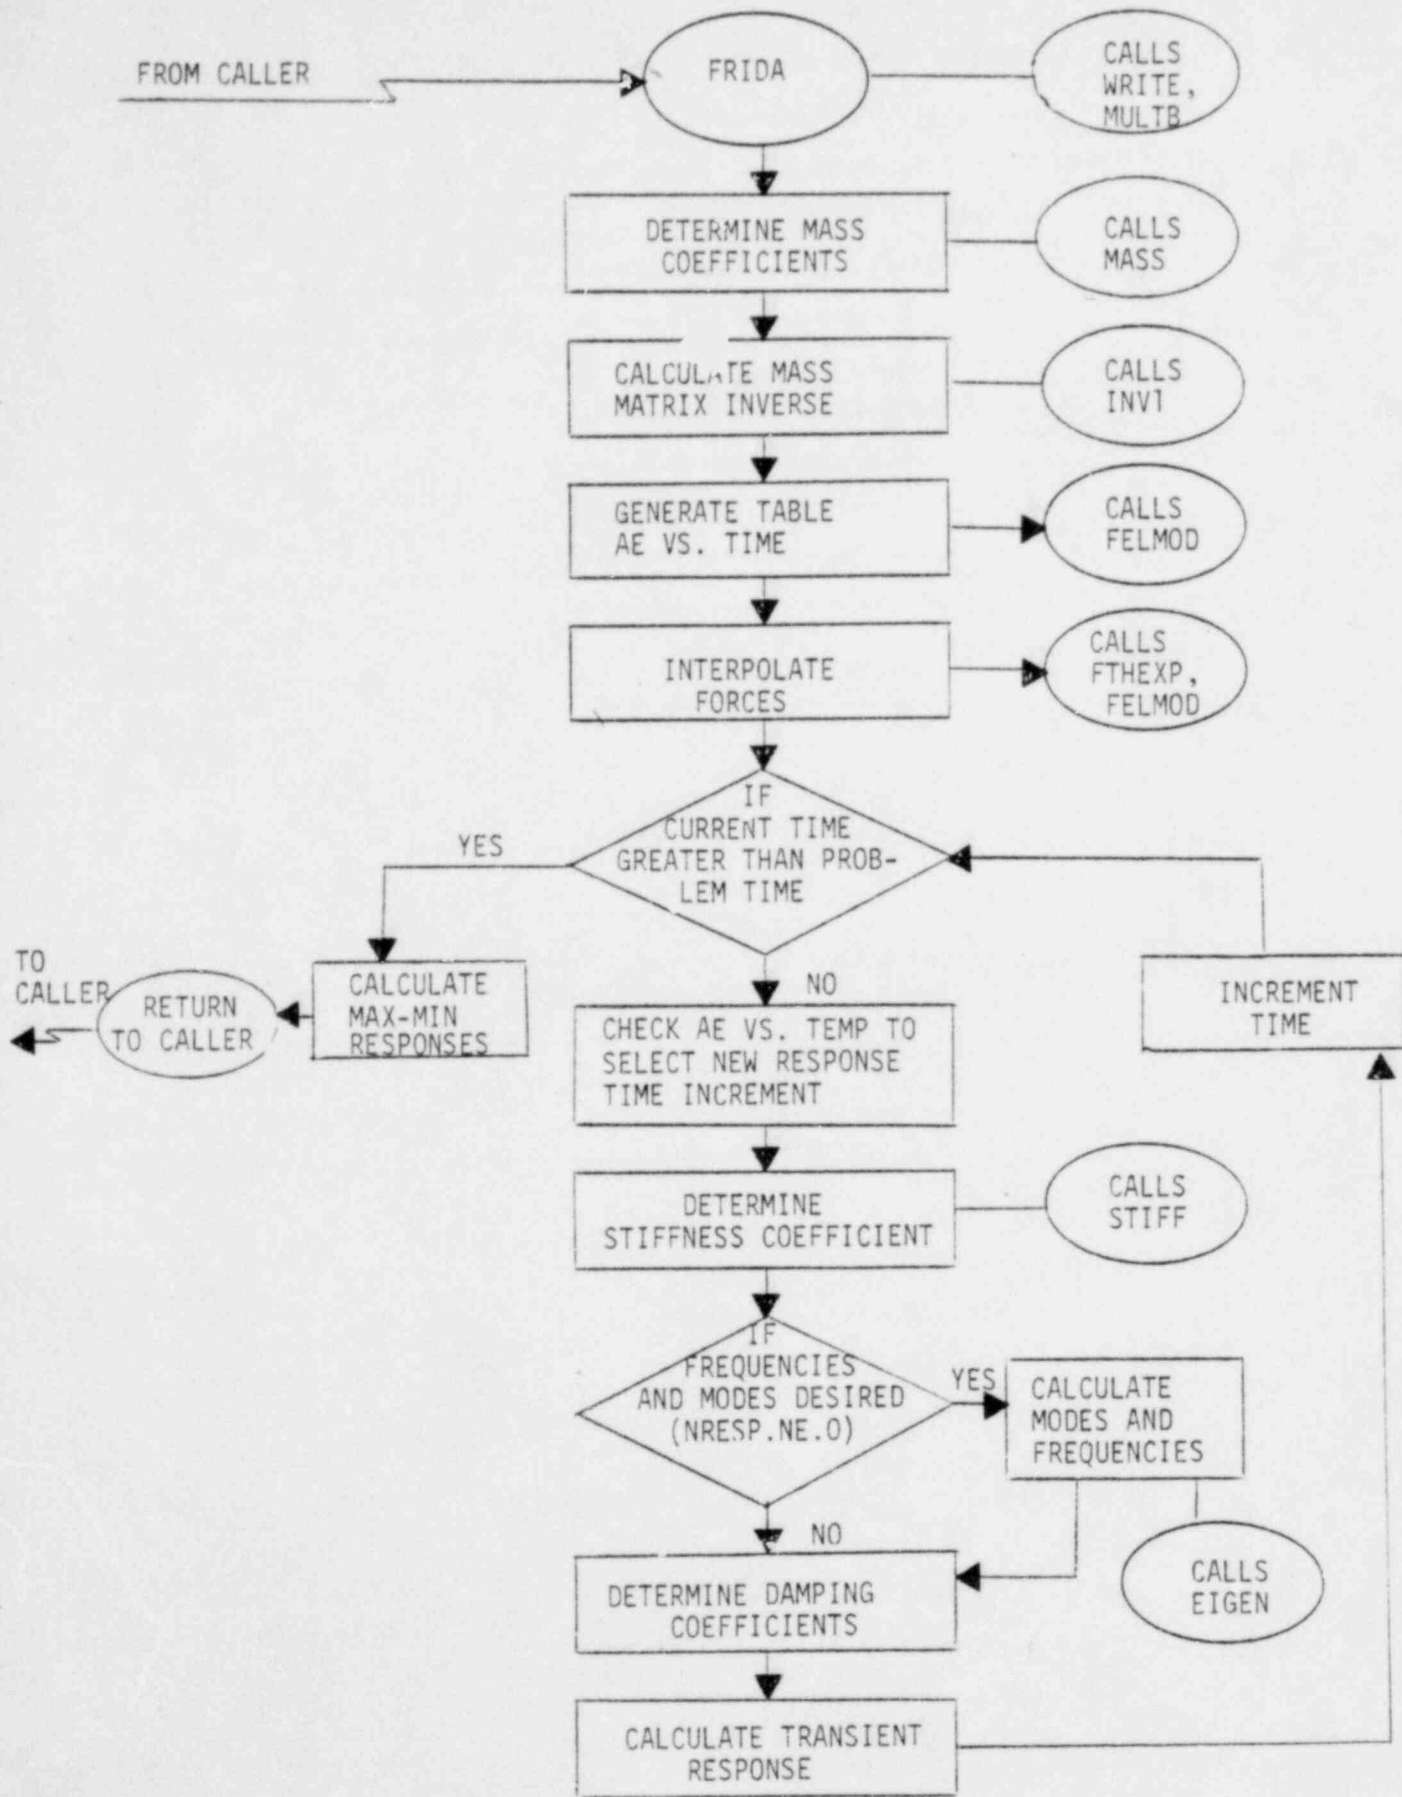 FROM CALLER
FRIDA
CALLS
WRITE,
MULTB
DETERMINE MASS
COEFFICIENTS
CALLS
MASS
CALCULATE MASS
MATRIX INVERSE
CALLS
INV1
GENERATE TABLE
AE VS. TIME
CALLS
FELMOD
INTERPOLATE
FORCES
CALLS
FTHEXP,
FELMOD
IF
CURRENT TIME
GREATER THAN PROB-
LEM TIME
YES
TO
CALLER
RETURN
TO CALLER
CALCULATE
MAX-MIN
RESPONSES
NO
INCREMENT
TIME
CHECK AE VS. TEMP TO
SELECT NEW RESPONSE
TIME INCREMENT
DETERMINE
STIFFNESS COEFFICIENT
CALLS
STIFF
IF
FREQUENCIES
AND MODES DESIRED
(NRESP.NE.0)
YES
CALCULATE
MODES AND
FREQUENCIES
NO
CALLS
EIGEN
DETERMINE DAMPING
COEFFICIENTS
CALCULATE TRANSIENT
RESPONSE